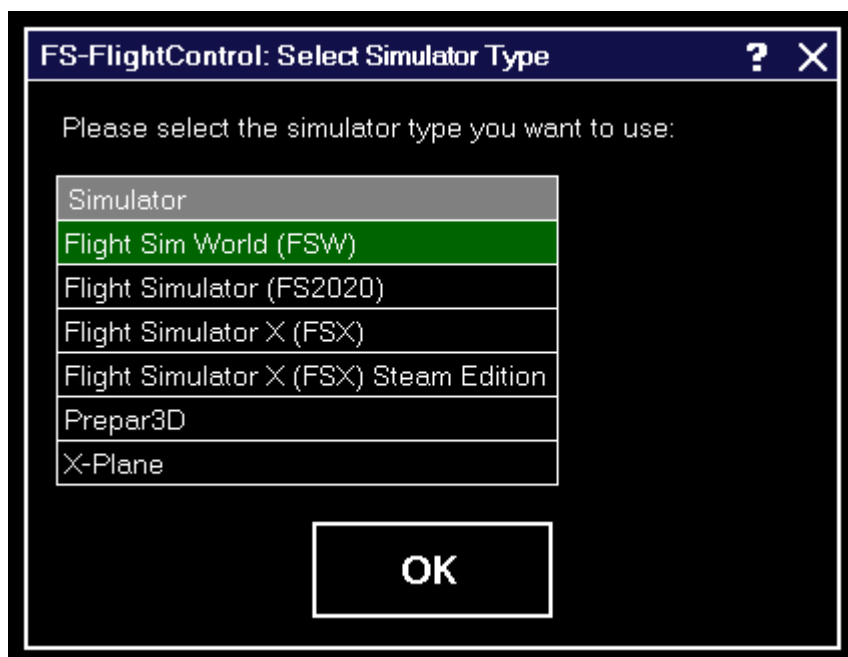 FS-FlightControl: Select Simulator Type ? X
Please select the simulator type you want to use:
Simulator
Flight Sim World (FSW)
Flight Simulator (FS2020)
Flight Simulator X (FSX)
Flight Simulator X (FSX) Steam Edition
Prepar3D
X-Plane
OK